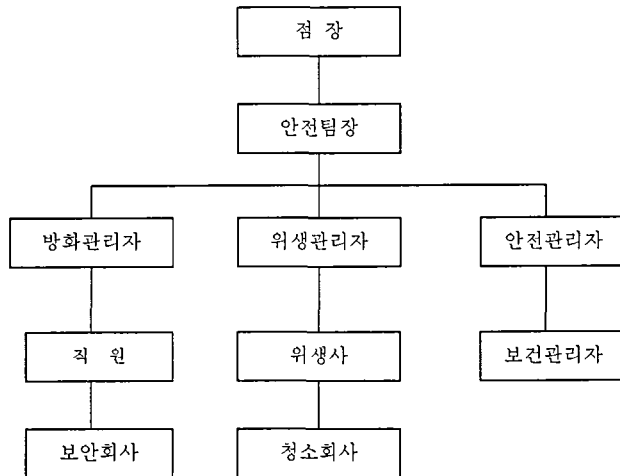 점 장
안전팀장
방화관리자
위생관리자
안전관리자
직 원
위생사
보건관리자
보안회사
청소회사